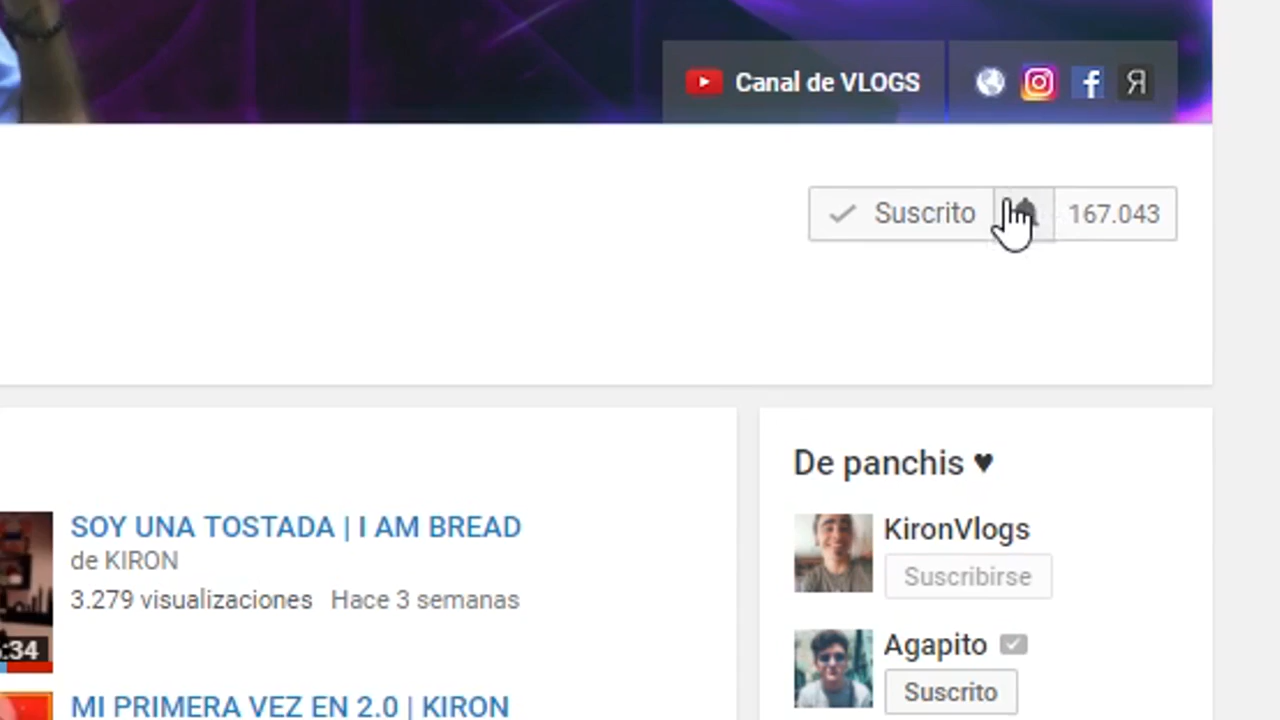 Canal de VLOGS
Suscrito
167.043
De panchis ♥
SOY UNA TOSTADA | I AM BREAD
de KIRON
3.279 visualizaciones Hace 3 semanas
:34
MI PRIMERA VEZ EN 2.0 | KIRON
KironVlogs
Suscribirse
Agapito
Suscrito